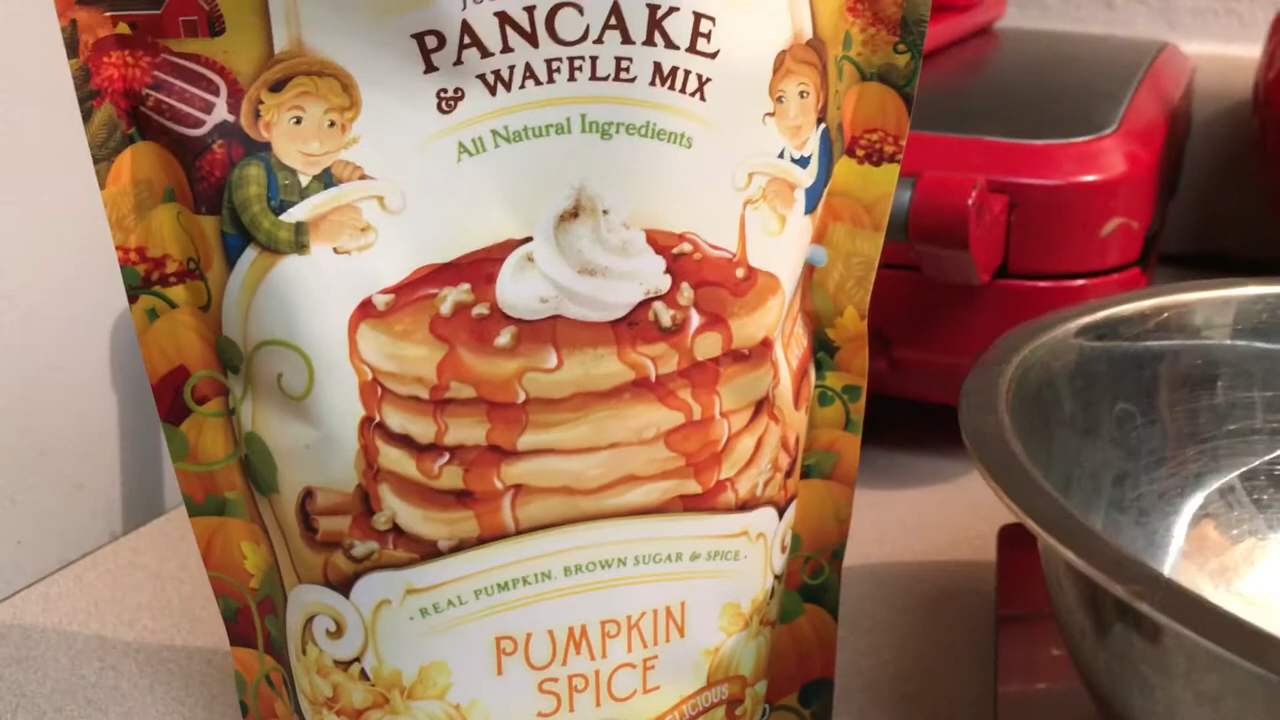 PANCAKE
& WAFFLE MIX
All Natural Ingredients
· REAL PUMPKIN, BROWN SUGAR & SPICE ·
PUMPKIN
SPICE